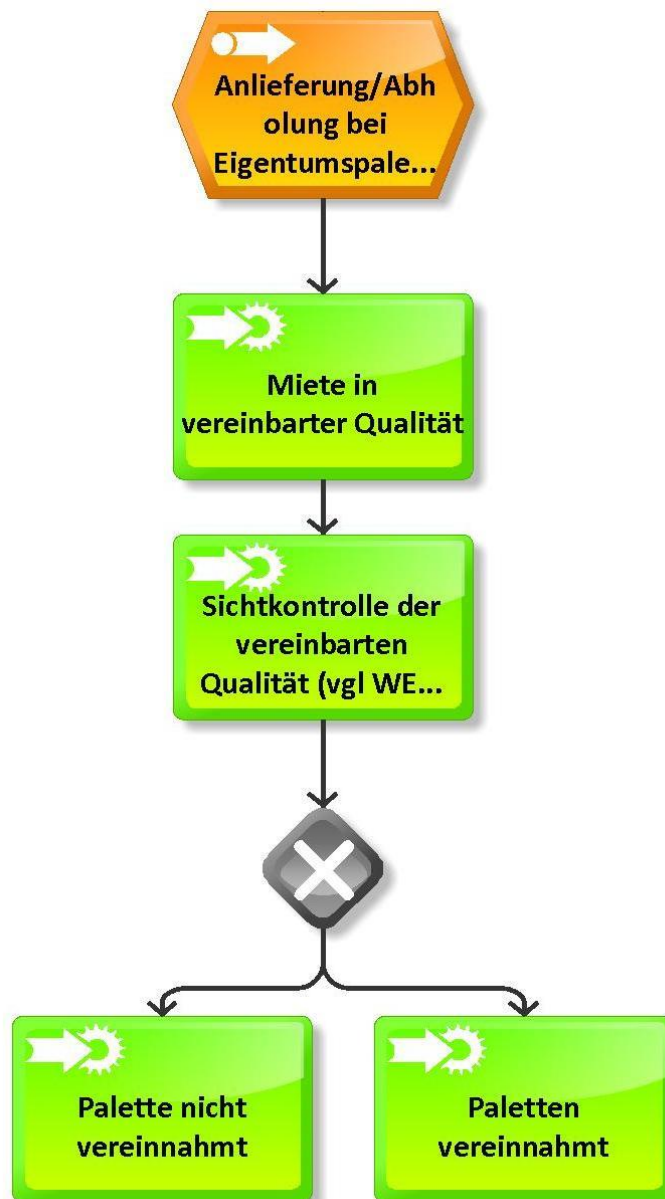 Anlieferung/Abh
olung bei
Eigentumspale...
Miete in
vereinbarter Qualität
Sichtkontrolle der
vereinbarten
Qualität (vgl WE...
Palette nicht
vereinnahmt
Paletten
vereinnahmt